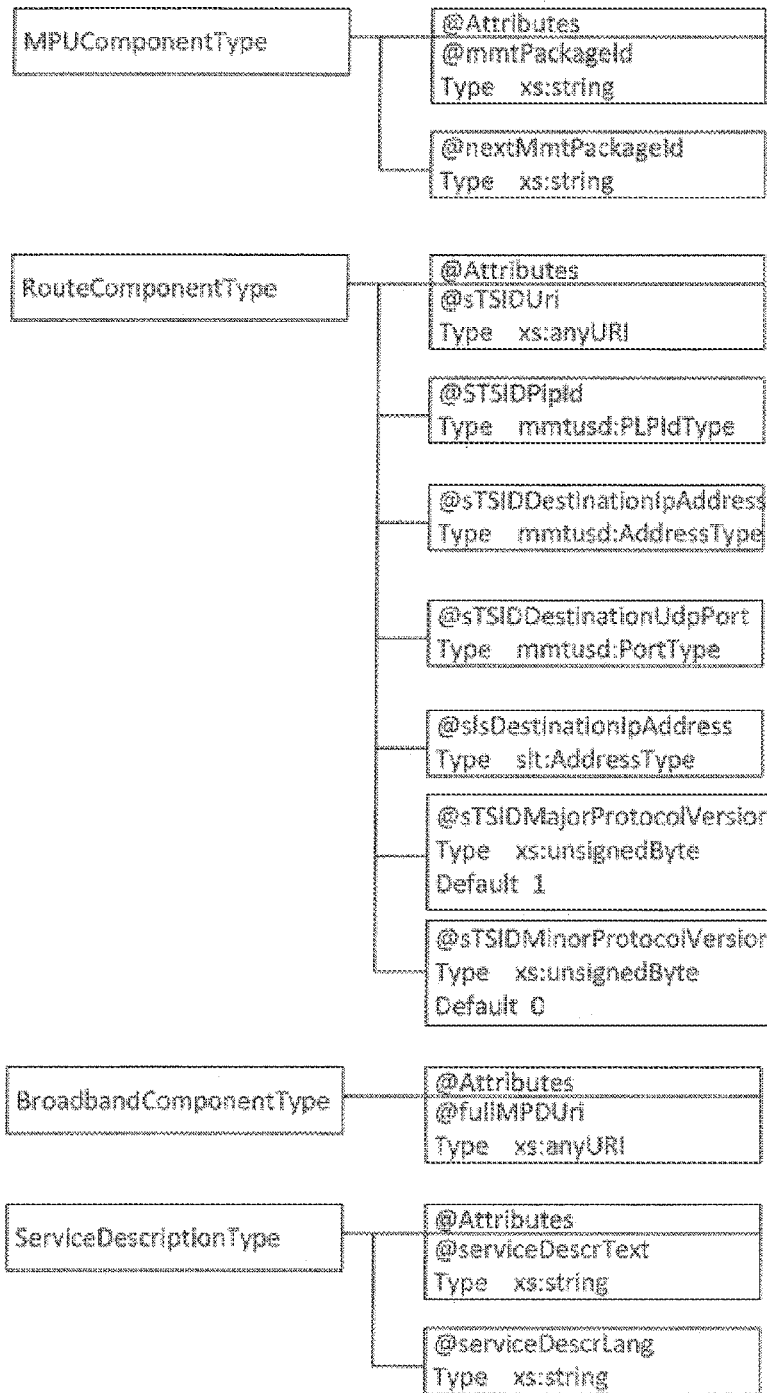 MPUComponentType
@Attributes
@mmtPackageId
Type xs:string
@nextMmtPackageId
Type xs:string
RouteComponentType
@Attributes
@sTSIDUri
Type xs:anyURI
@STSIDPlpId
Type mmtusd:PLPIdType
@sTSIDDestinationIpAddress
Type mmtusd:AddressType
@sTSIDDestinationUdpPort
Type mmtusd:PortType
@slsDestinationIpAddress
Type slt:AddressType
@sTSIDMajorProtocolVersion
Type xs:unsignedByte
Default 1
@sTSIDMinorProtocolVersion
Type xs:unsignedByte
Default 0
BroadbandComponentType
@Attributes
@fullMPDUri
Type xs:anyURI
ServiceDescriptionType
@Attributes
@serviceDescrText
Type xs:string
@serviceDescrLang
Type xs:string